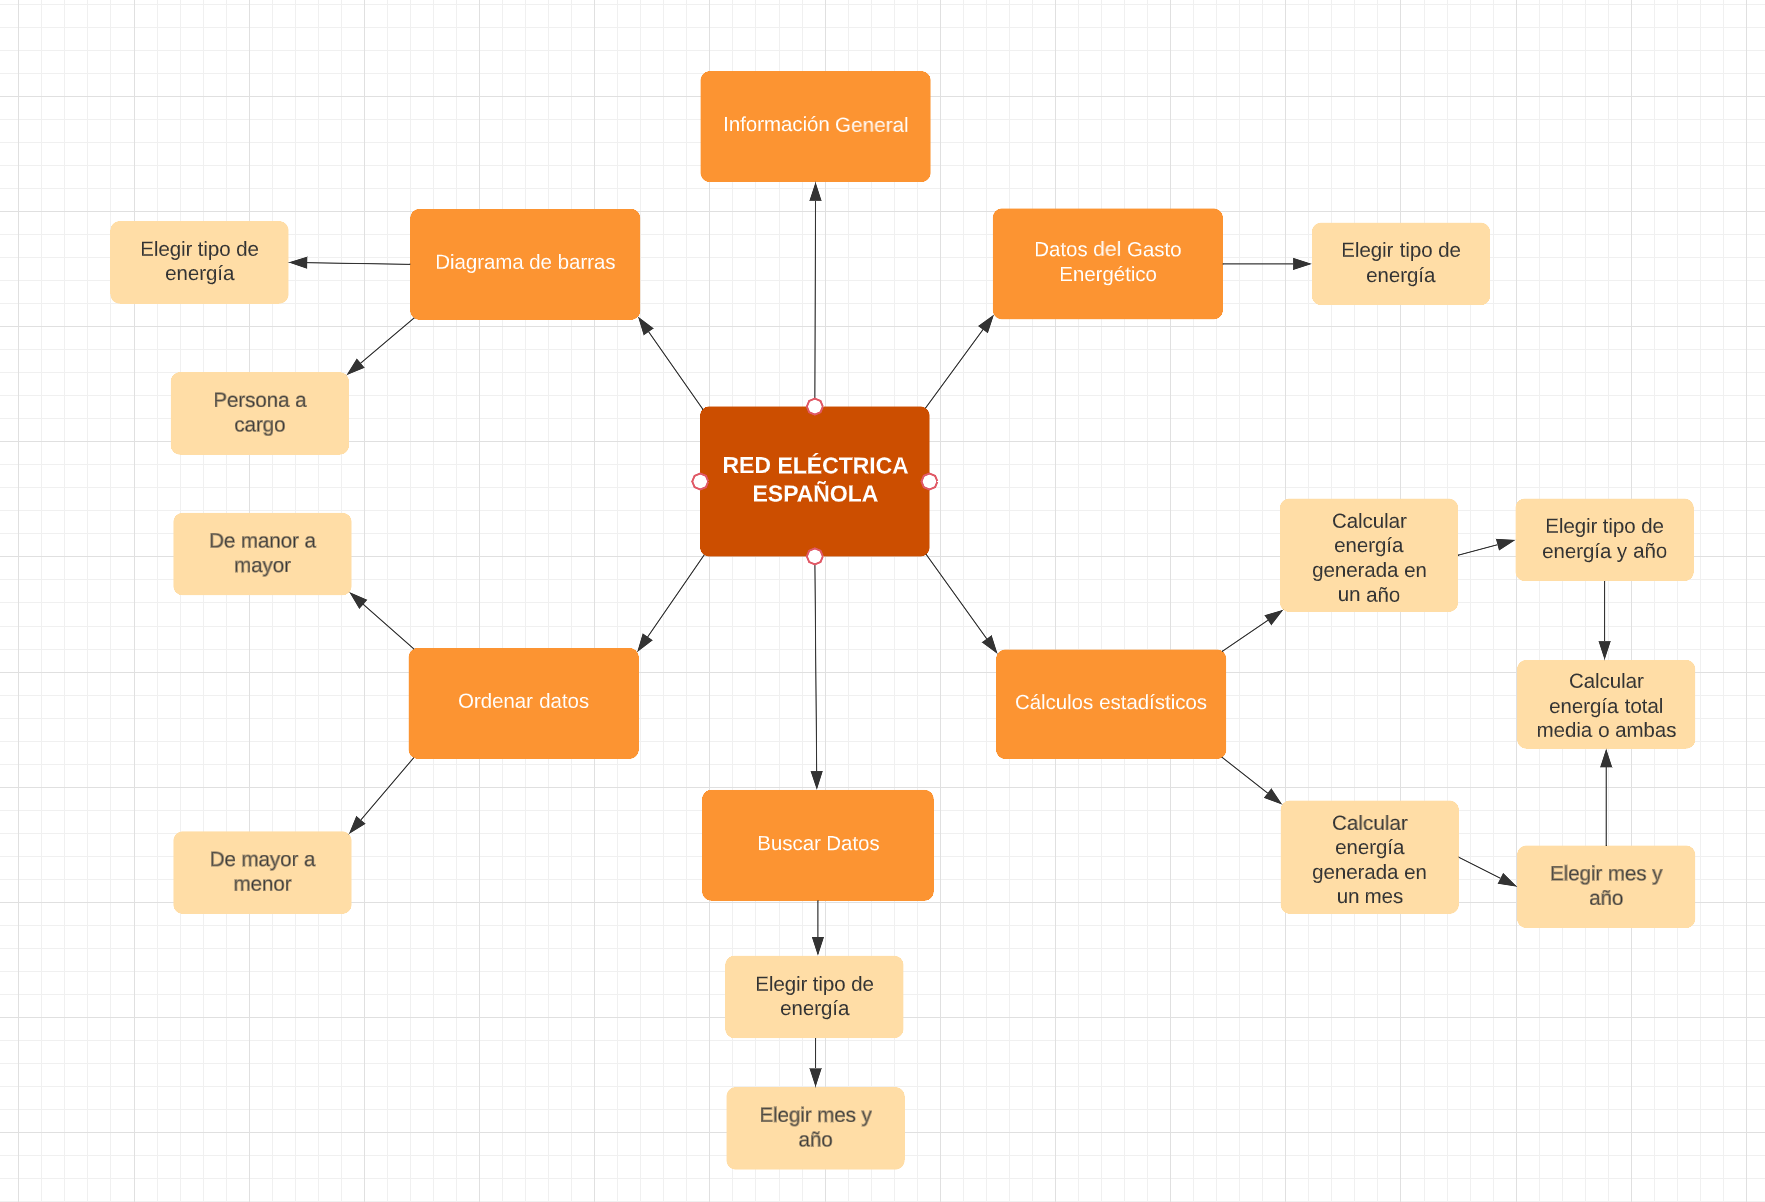 Información General
Elegir tipo de
energía
Diagrama de barras
Datos del Gasto
Energético
Elegir tipo de
energía
Persona a
cargo
RED ELÉCTRICA
ESPAÑOLA
De manor a
mayor
Calcular
energía
generada en
un año
Elegir tipo de
energía y año
Ordenar datos
Cálculos estadísticos
Calcular
energía total
media o ambas
De mayor a
menor
Buscar Datos
Calcular
energía
generada en
un mes
Elegir mes y
año
Elegir tipo de
energía
Elegir mes y
año